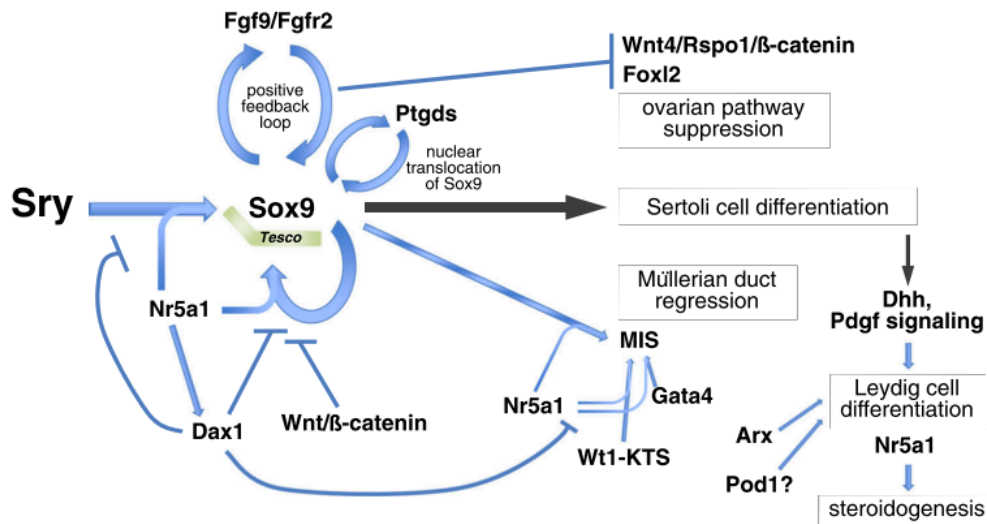 Fgf9/Fgfr2
positive
feedback
loop
Wnt4/Rspo1/ß-catenin
Foxl2
ovarian pathway
suppression
Ptgds
nuclear
translocation
of Sox9
Sry
Sox9
Tesco
Sertoli cell differentiation
Nr5a1
Müllerian duct
regression
MIS
Dhh,
Pdgf signaling
Dax1
Wnt/ß-catenin
Nr5a1
Gata4
Wt1-KTS
Leydig cell
differentiation
Arx
Pod1?
Nr5a1
steroidogenesis